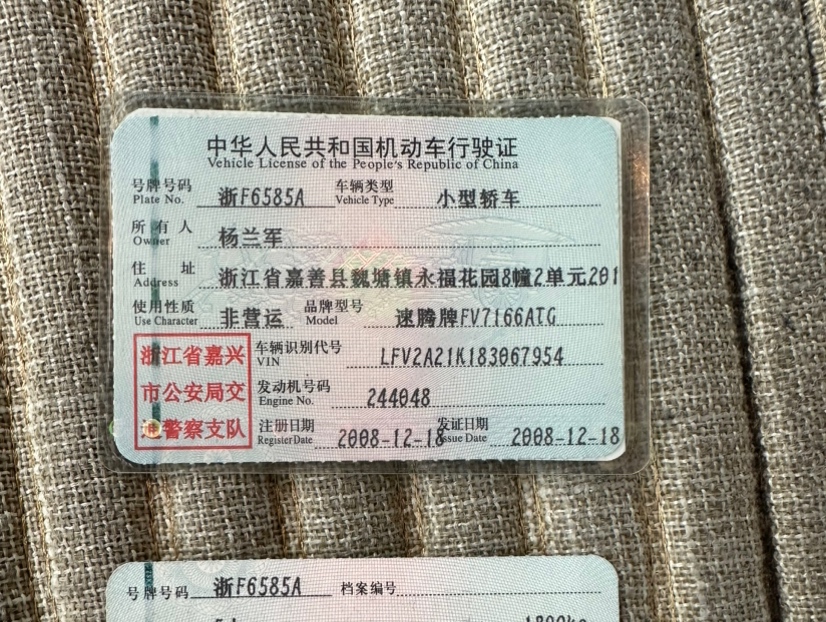 中华人民共和国机动车行驶证
Vehicle License of the People's Republic of China
号牌号码 浙F6585A 车辆类型 小型轿车
Plate No. Vehicle Type
所有人 杨兰军
Owner
住址 浙江省嘉善县魏塘镇永福花园8幢2单元201
Address
使用性质 非营运 品牌型号 速腾牌FV7166ATG
Use Character Model
浙江省嘉兴
市公安局交
通警察支队
车辆识别代号 LFV2A21K183067954
VIN
发动机号码 244048
Engine No.
注册日期 2008-12-18 发证日期 2008-12-18
Register Date Issue Date
号牌号码 浙F6585A 档案编号